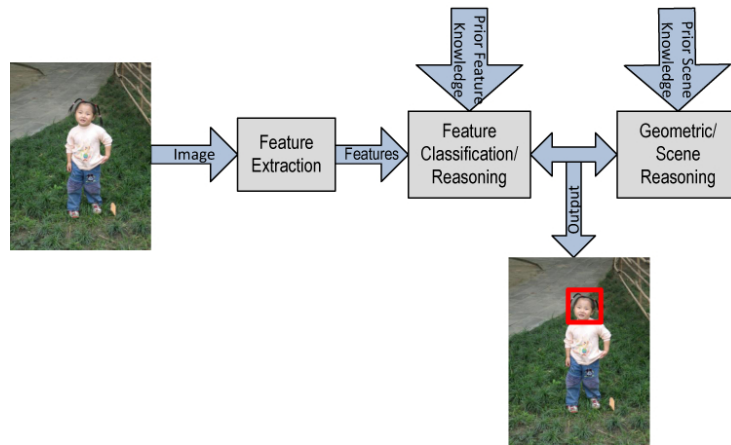 Prior Feature
Knowledge
Prior Scene
Knowledge
Image
Feature
Extraction
Features
Feature
Classification/
Reasoning
Geometric/
Scene
Reasoning
Output